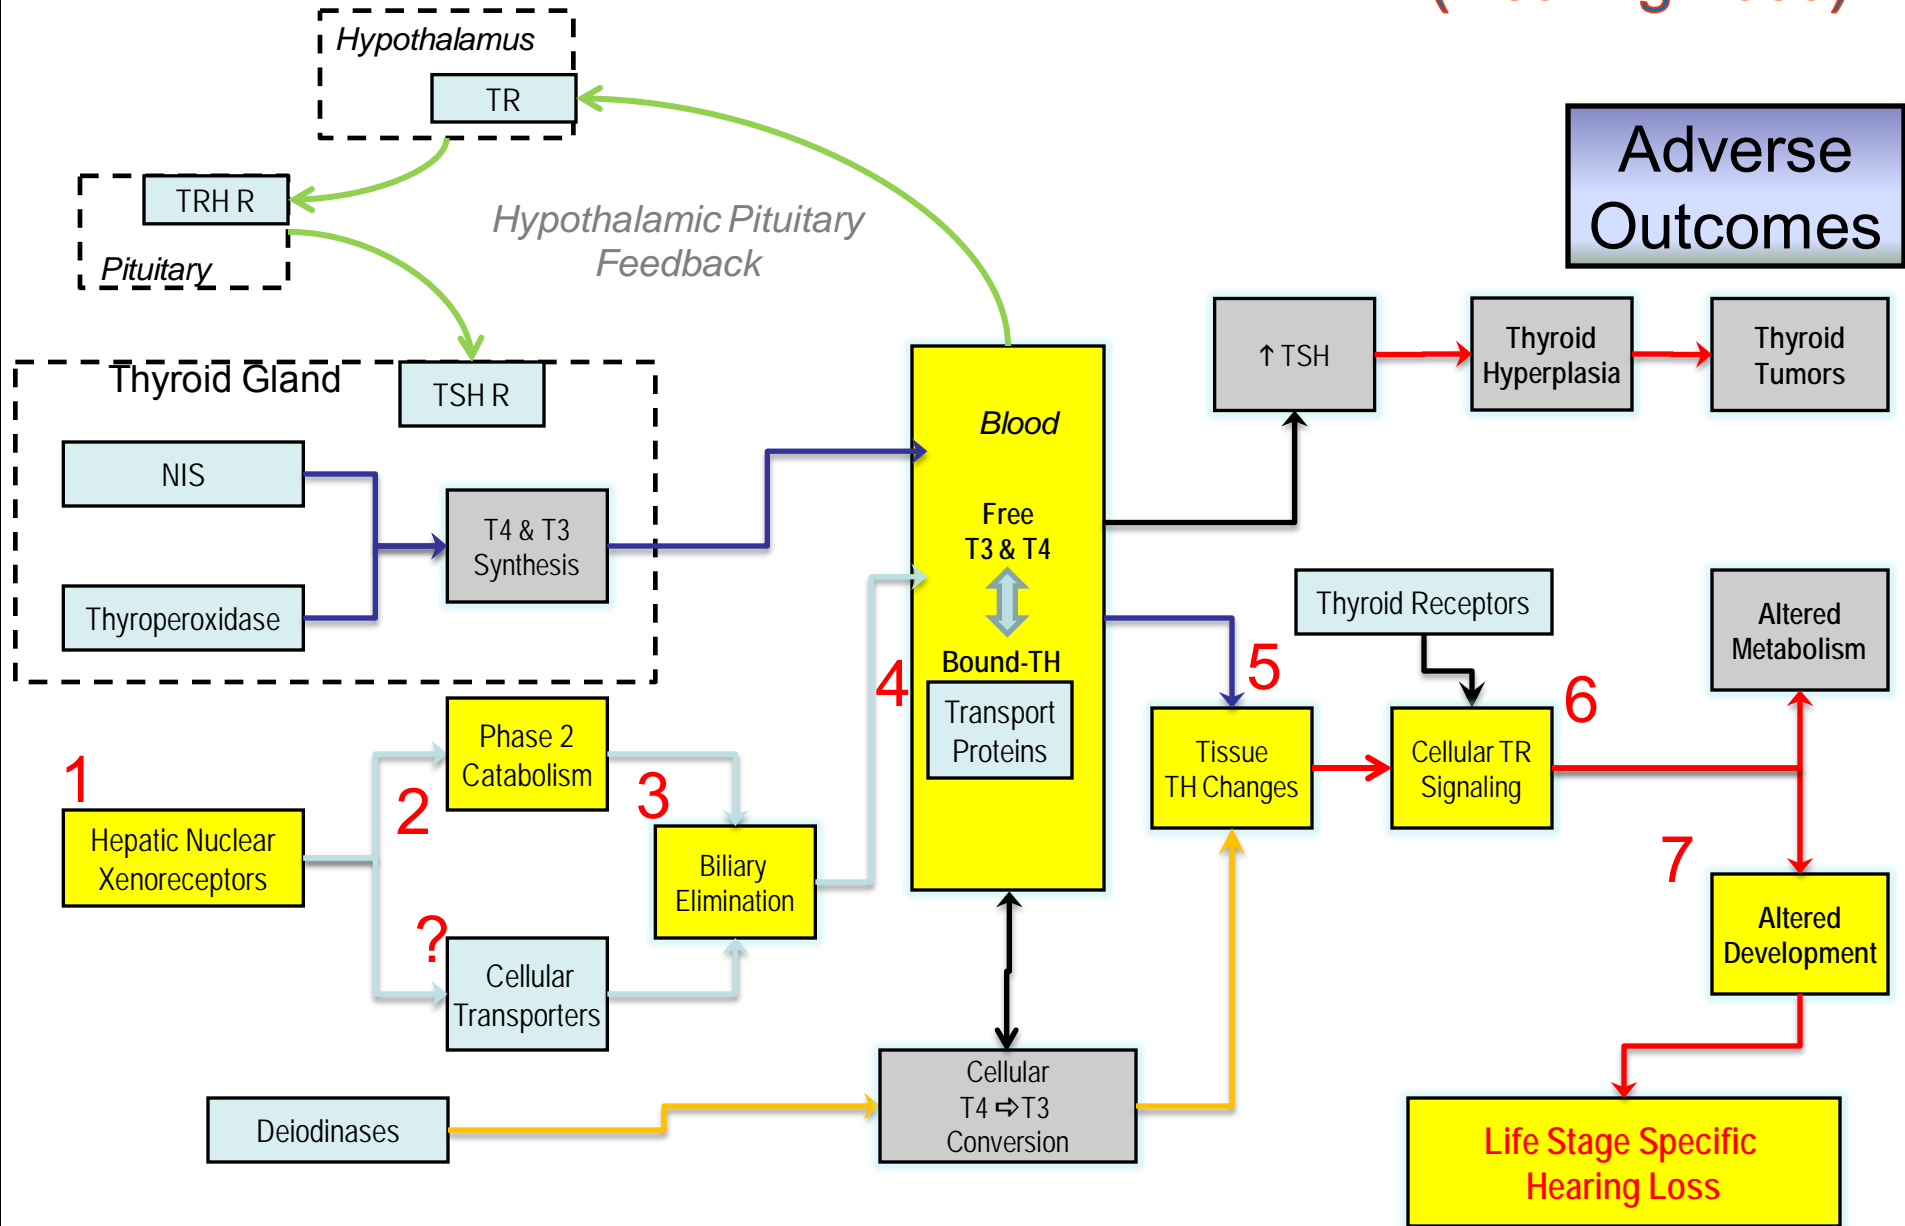 Hypothalamus
TR
TRH R
Pituitary
Hypothalamic Pituitary
Feedback
Adverse
Outcomes
Thyroid Gland
TSH R
NIS
T4 & T3
Synthesis
Thyroperoxidase
Blood
Free
T3 & T4
Bound-TH
Transport
Proteins
↑ TSH
Thyroid
Hyperplasia
Thyroid
Tumors
Thyroid Receptors
Altered
Metabolism
1
Hepatic Nuclear
Xenoreceptors
2
Phase 2
Catabolism
3
?
Cellular
Transporters
Biliary
Elimination
4
5
Tissue
TH Changes
Cellular TR
Signaling
6
7
Altered
Development
Deiodinases
Cellular
T4 ⇨ T3
Conversion
Life Stage Specific
Hearing Loss